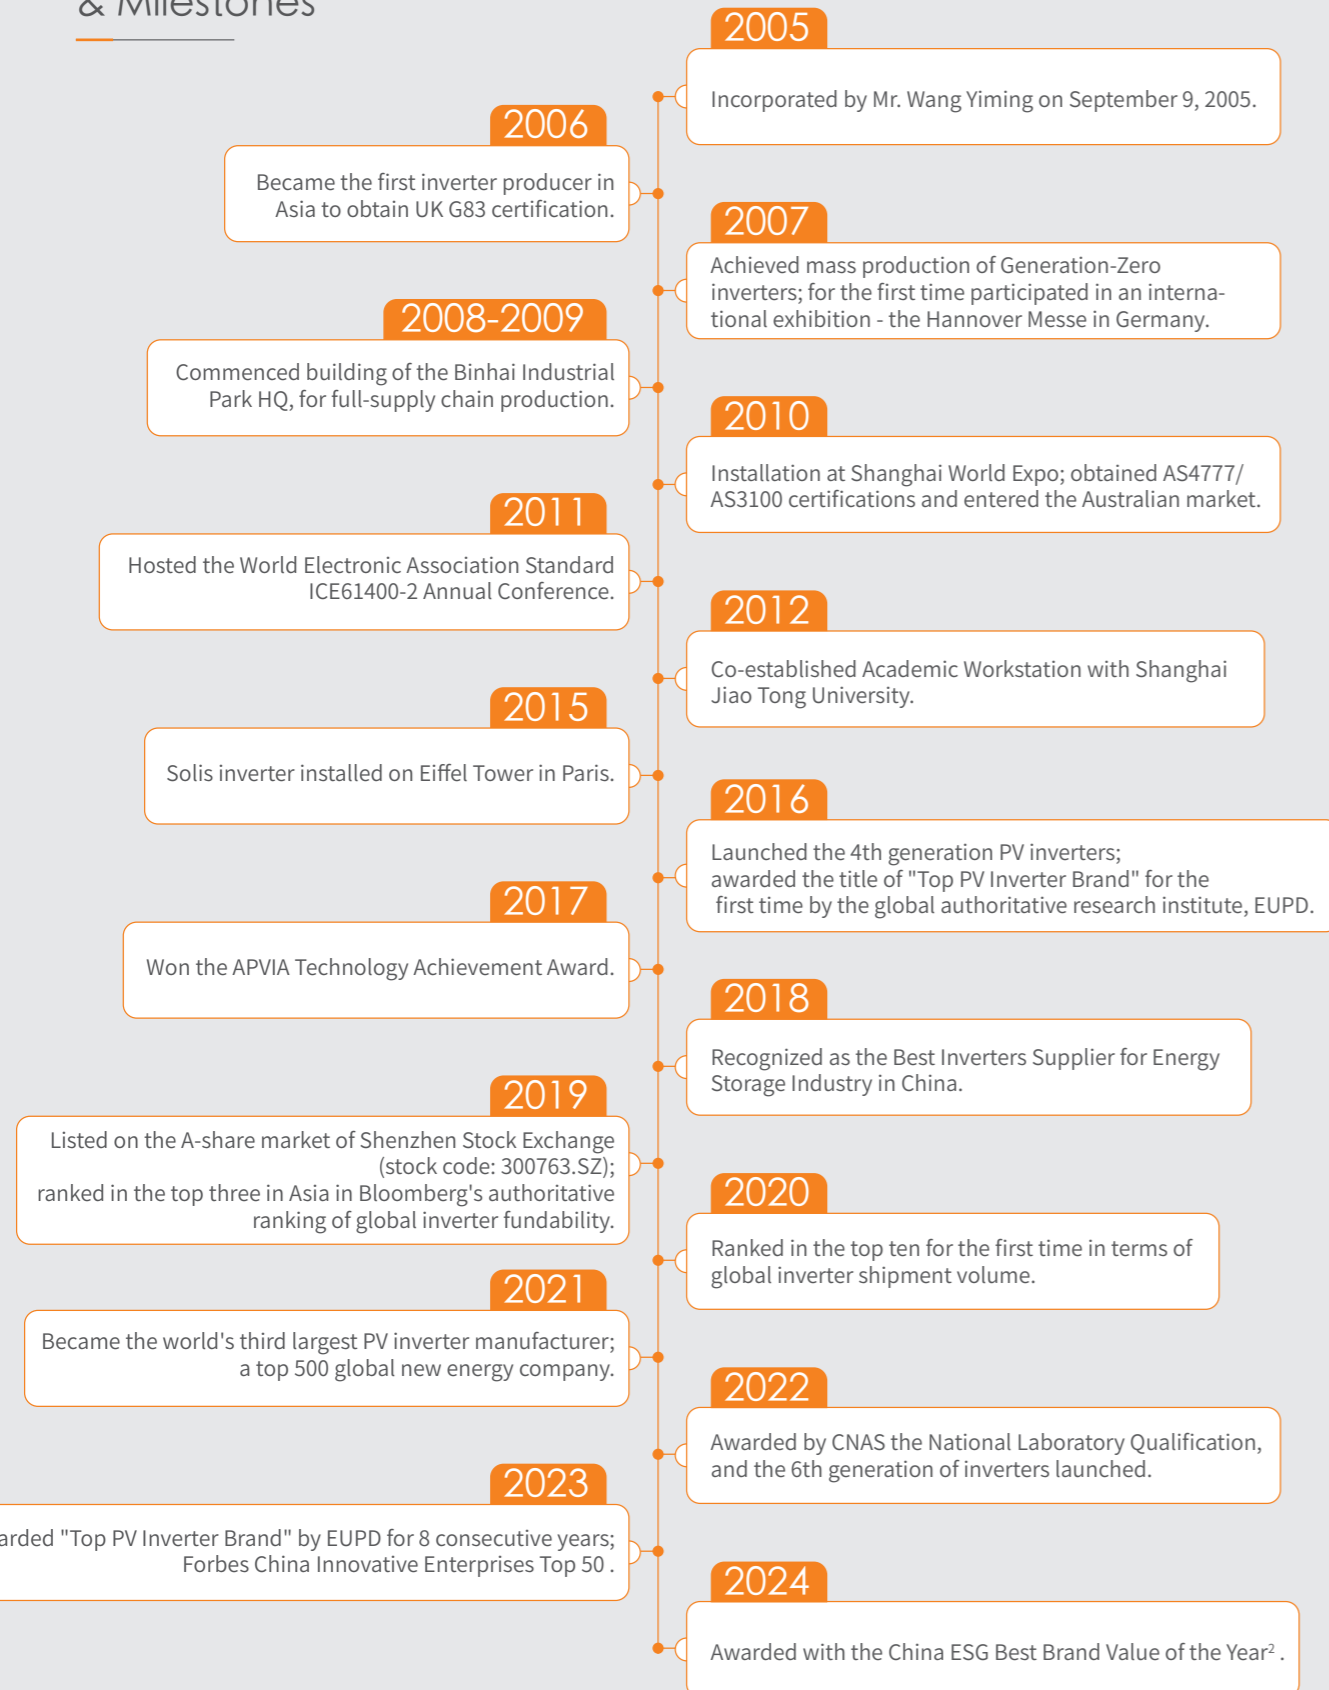 & Milestones
2005
Incorporated by Mr. Wang Yiming on September 9, 2005.
2006
Became the first inverter producer in
Asia to obtain UK G83 certification.
2007
Achieved mass production of Generation-Zero
inverters; for the first time participated in an interna-
tional exhibition - the Hannover Messe in Germany.
2008-2009
Commenced building of the Binhai Industrial
Park HQ, for full-supply chain production.
2010
Installation at Shanghai World Expo; obtained AS4777/
AS3100 certifications and entered the Australian market.
2011
Hosted the World Electronic Association Standard
ICE61400-2 Annual Conference.
2012
Co-established Academic Workstation with Shanghai
Jiao Tong University.
2015
Solis inverter installed on Eiffel Tower in Paris.
2016
Launched the 4th generation PV inverters;
awarded the title of "Top PV Inverter Brand" for the
first time by the global authoritative research institute, EUPD.
2017
Won the APVIA Technology Achievement Award.
2018
Recognized as the Best Inverters Supplier for Energy
Storage Industry in China.
2019
Listed on the A-share market of Shenzhen Stock Exchange
(stock code: 300763.SZ);
ranked in the top three in Asia in Bloomberg's authoritative
ranking of global inverter fundability.
2020
Ranked in the top ten for the first time in terms of
global inverter shipment volume.
2021
Became the world's third largest PV inverter manufacturer;
a top 500 global new energy company.
2022
Awarded by CNAS the National Laboratory Qualification,
and the 6th generation of inverters launched.
2023
arded "Top PV Inverter Brand" by EUPD for 8 consecutive years;
Forbes China Innovative Enterprises Top 50 .
2024
Awarded with the China ESG Best Brand Value of the Year² .